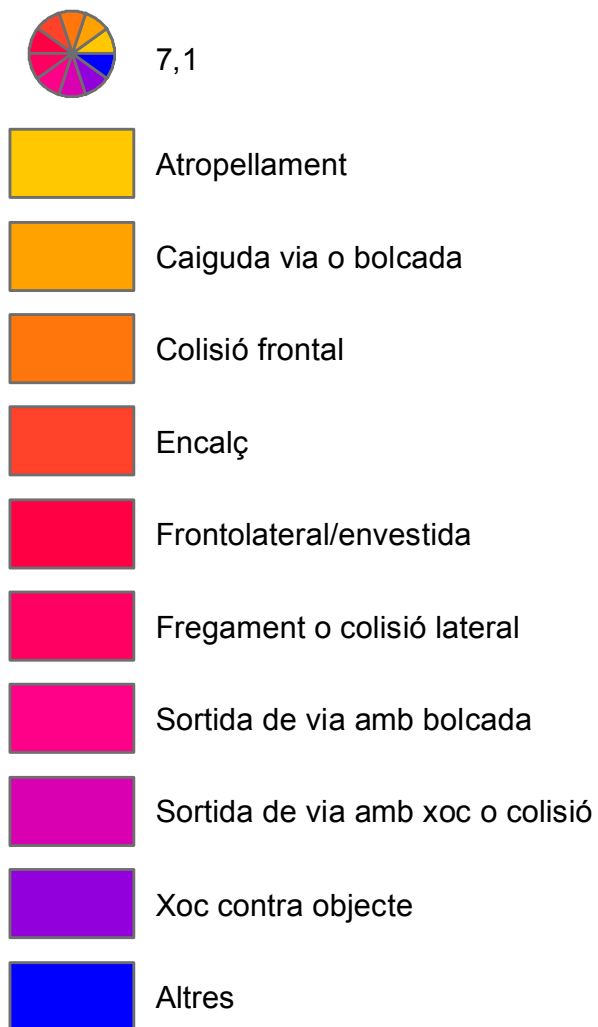 7,1
Atropellament
Caiguda via o bolcada
Colisió frontal
Encalç
Frontolateral/envestida
Fregament o colisió lateral
Sortida de via amb bolcada
Sortida de via amb xoc o colisió
Xoc contra objecte
Altres